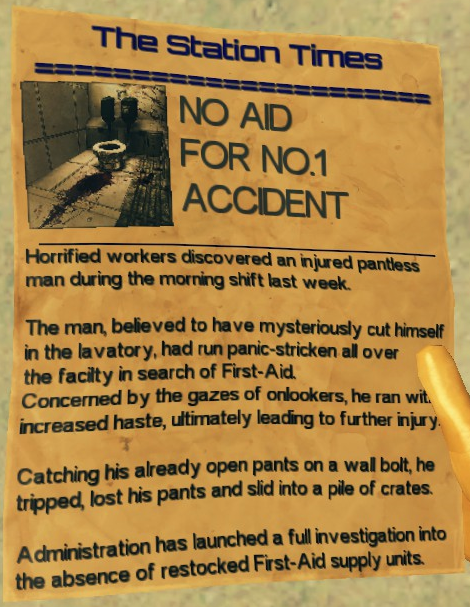 The Station Times
NO AID
FOR NO.1
ACCIDENT
Horrified workers discovered an injured pantless
man during the morning shift last week.
The man, believed to have mysteriously cut himself
in the lavatory, had run panic-stricken all over
the facilty in search of First-Aid.
Concerned by the gazes of onlookers, he ran with
increased haste, ultimately leading to further injury.
Catching his already open pants on a wall bolt, he
tripped, lost his pants and slid into a pile of crates.
Administration has launched a full investigation into
the absence of restocked First-Aid supply units.